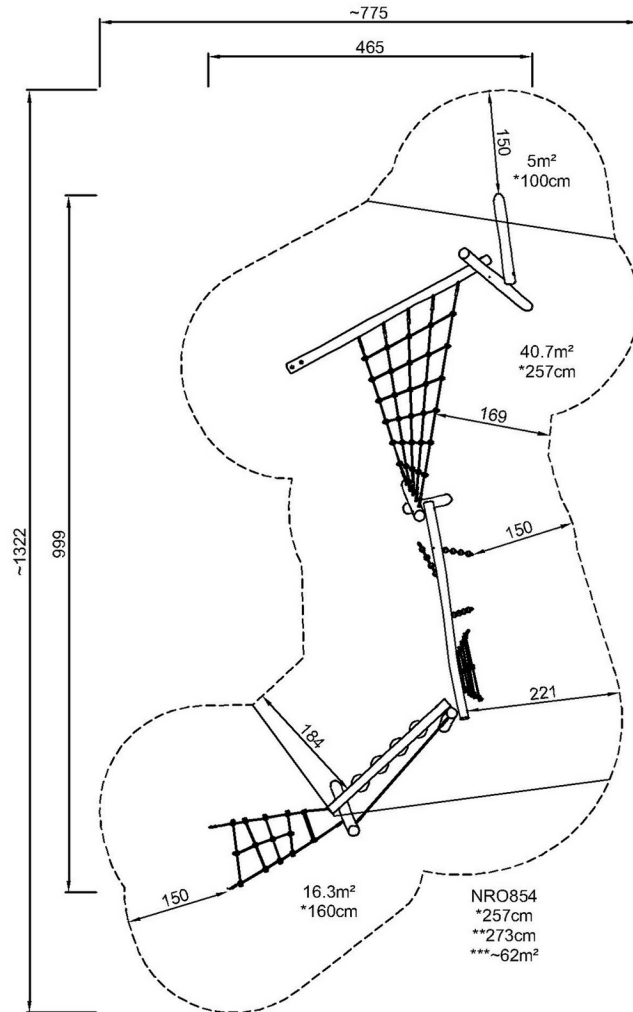 ~775
465
150
5m²
*100cm
~1322
999
40.7m²
*257cm
169
150
221
184
150
16.3m²
*160cm
NRO854
*257cm
**273cm
***~62m²